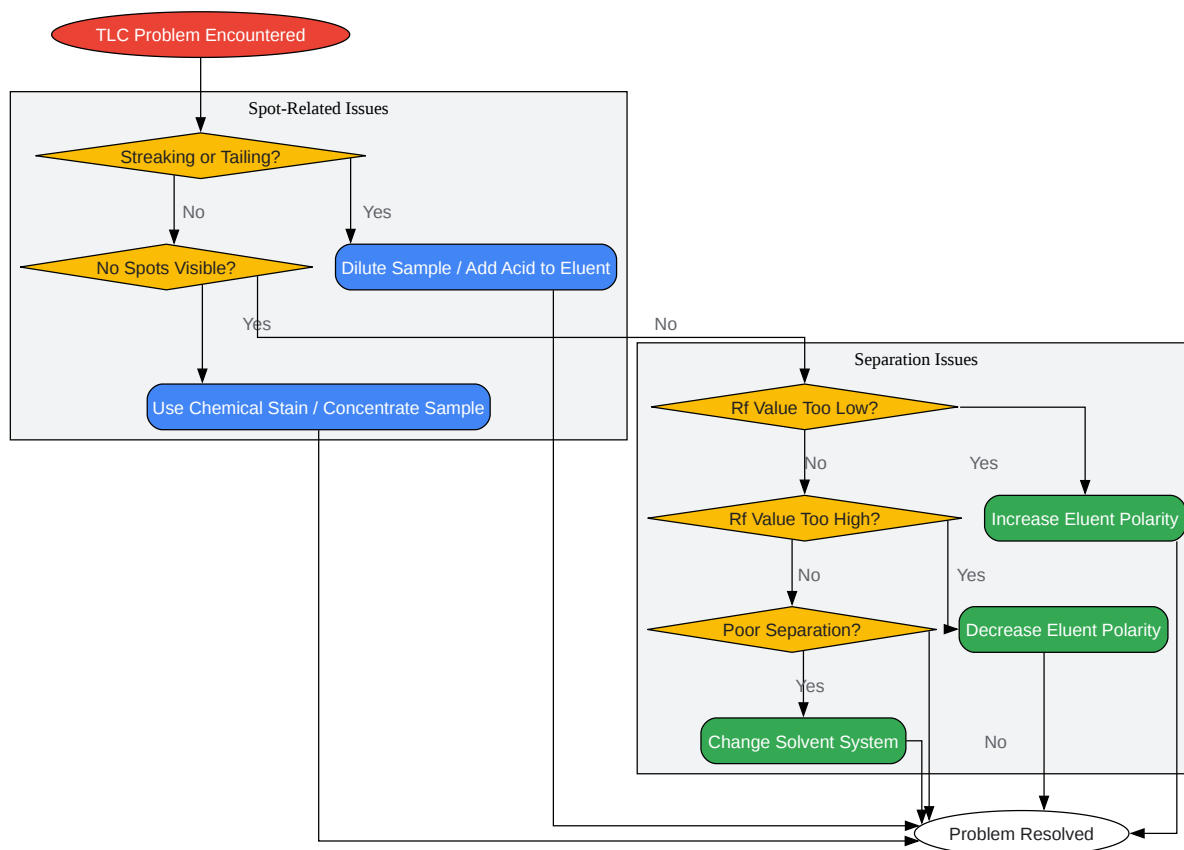 TLC Problem Encountered
Spot-Related Issues
Streaking or Tailing?
No
Yes
No Spots Visible?
Dilute Sample / Add Acid to Eluent
Yes
No
Separation Issues
Use Chemical Stain / Concentrate Sample
Rf Value Too Low?
No
Yes
Rf Value Too High?
Increase Eluent Polarity
No
Yes
Poor Separation?
Decrease Eluent Polarity
Yes
Change Solvent System
No
Problem Resolved